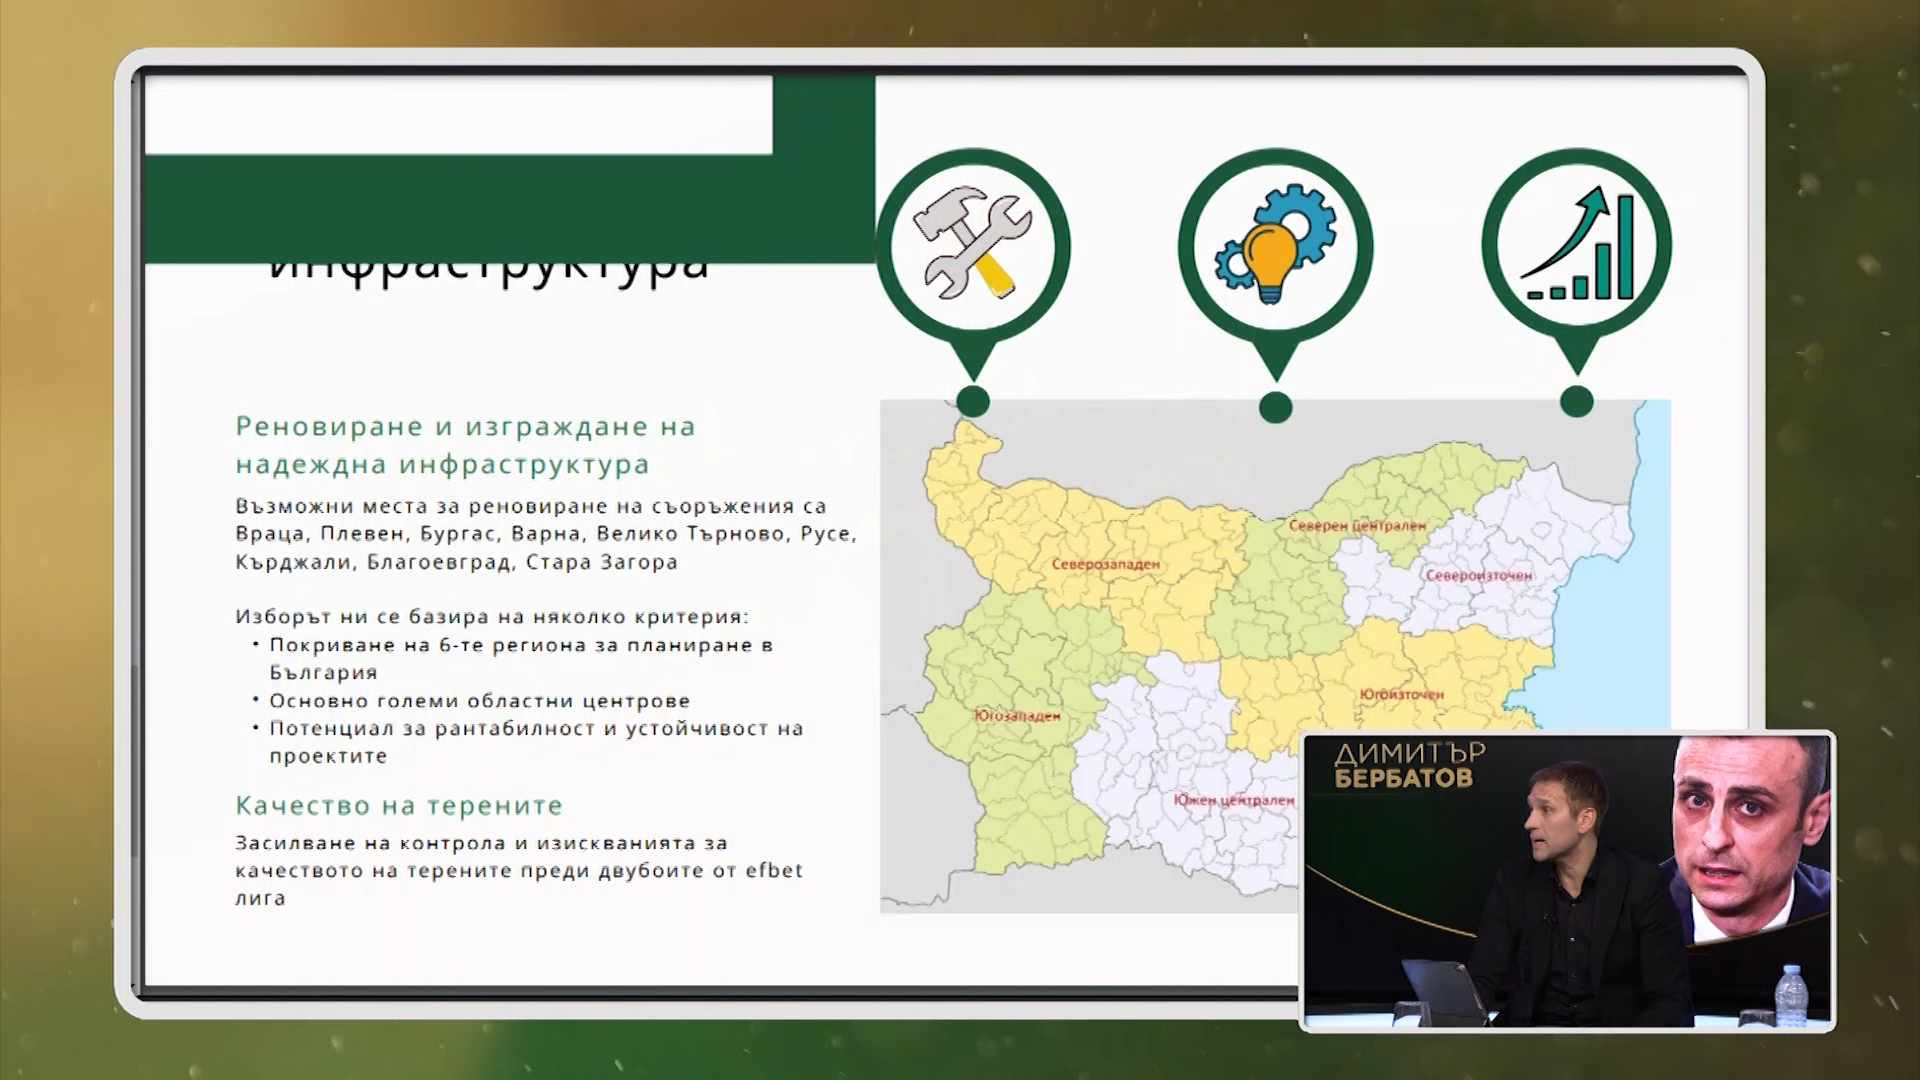 инфраструктура
Реновиране и изграждане на
надеждна инфраструктура
Възможни места за реновиране на съоръжения са
Враца, Плевен, Бургас, Варна, Велико Търново, Русе,
Кърджали, Благоевград, Стара Загора
Изборът ни се базира на няколко критерия:
• Покриване на 6-те региона за планиране в
България
• Основно големи областни центрове
• Потенциал за рантабилност и устойчивост на
проектите
Качество на терените
Засилване на контрола и изискванията за
качеството на терените преди двубоите от efbet
лига
Северен централен
Северозападен
Североизточен
Югоизточен
Югозападен
Южен централен
ДИМИТЪР
БЕРБАТОВ